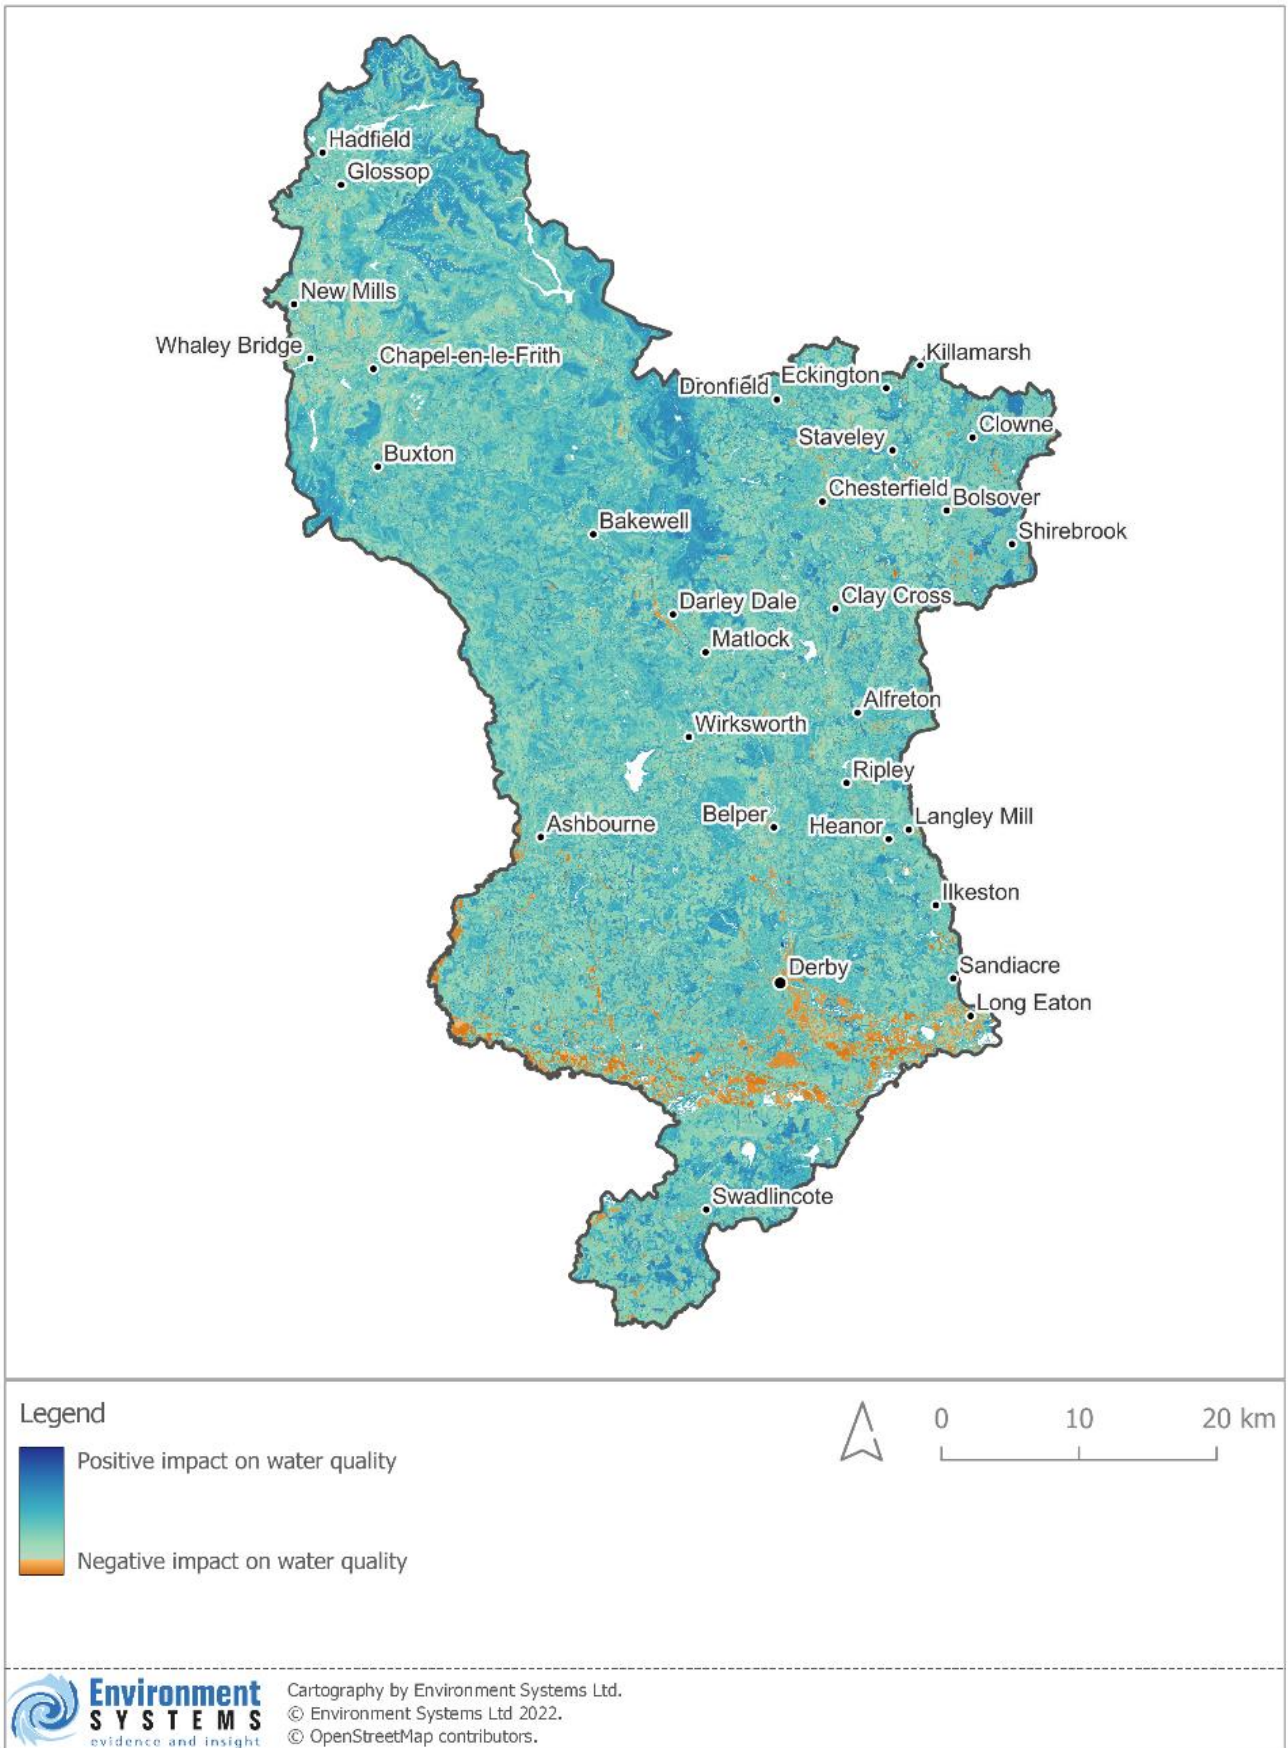 Hadfield
Glossop
New Mills
Whaley Bridge
Chapel-en-le-Frith
Killamarsh
Eckington
Dronfield
Clowne
Staveley
Buxton
Chesterfield
Bolsover
Bakewell
Shirebrook
Darley Dale
Clay Cross
Matlock
Alfreton
Wirksworth
Ripley
Belper
Langley Mill
Ashbourne
Heanor
Ilkeston
Derby
Sandiacre
Long Eaton
Swadlincote
Legend
Positive impact on water quality
Negative impact on water quality
0 10 20 km
Environment
SYSTEMS
evidence and insight
Cartography by Environment Systems Ltd.
© Environment Systems Ltd 2022.
© OpenStreetMap contributors.